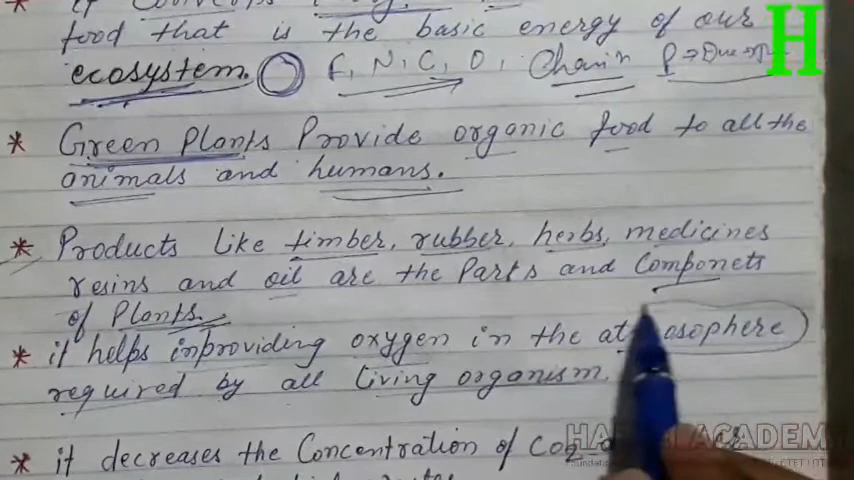 food that is the basic energy of our
ecosystem. F, N, C, O, Chain
H
* Green Plants Provide organic food to all the
animals and humans.
* Products like timber, rubber, herbs, medicines
resins and oil are the Parts and Componets
of Plants.
* it helps inproviding oxygen in the at osophere
required by all living organism.
* it decreases the Concentration of CO2
ACADEMY